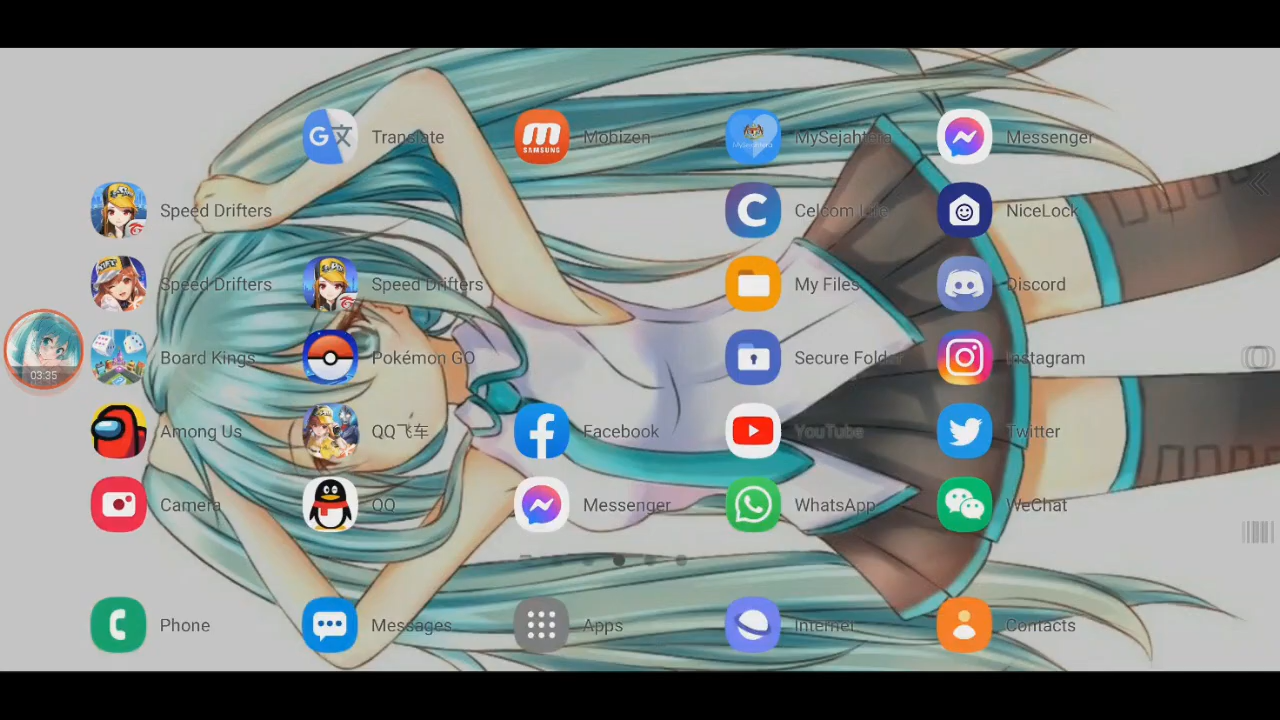 Translate
Mobizen
SAMSUNG
MySejahtera
MySejahtera
Messenger
Speed Drifters
Celcom Life
NiceLock
Speed Drifters
Speed Drifters
My Files
Discord
03:35
Board Kings
Pokémon GO
Secure Folder
Instagram
Among Us
QQ飞车
Facebook
YouTube
Twitter
Camera
QQ
Messenger
WhatsApp
WeChat
Phone
Messages
Apps
Internet
Contacts